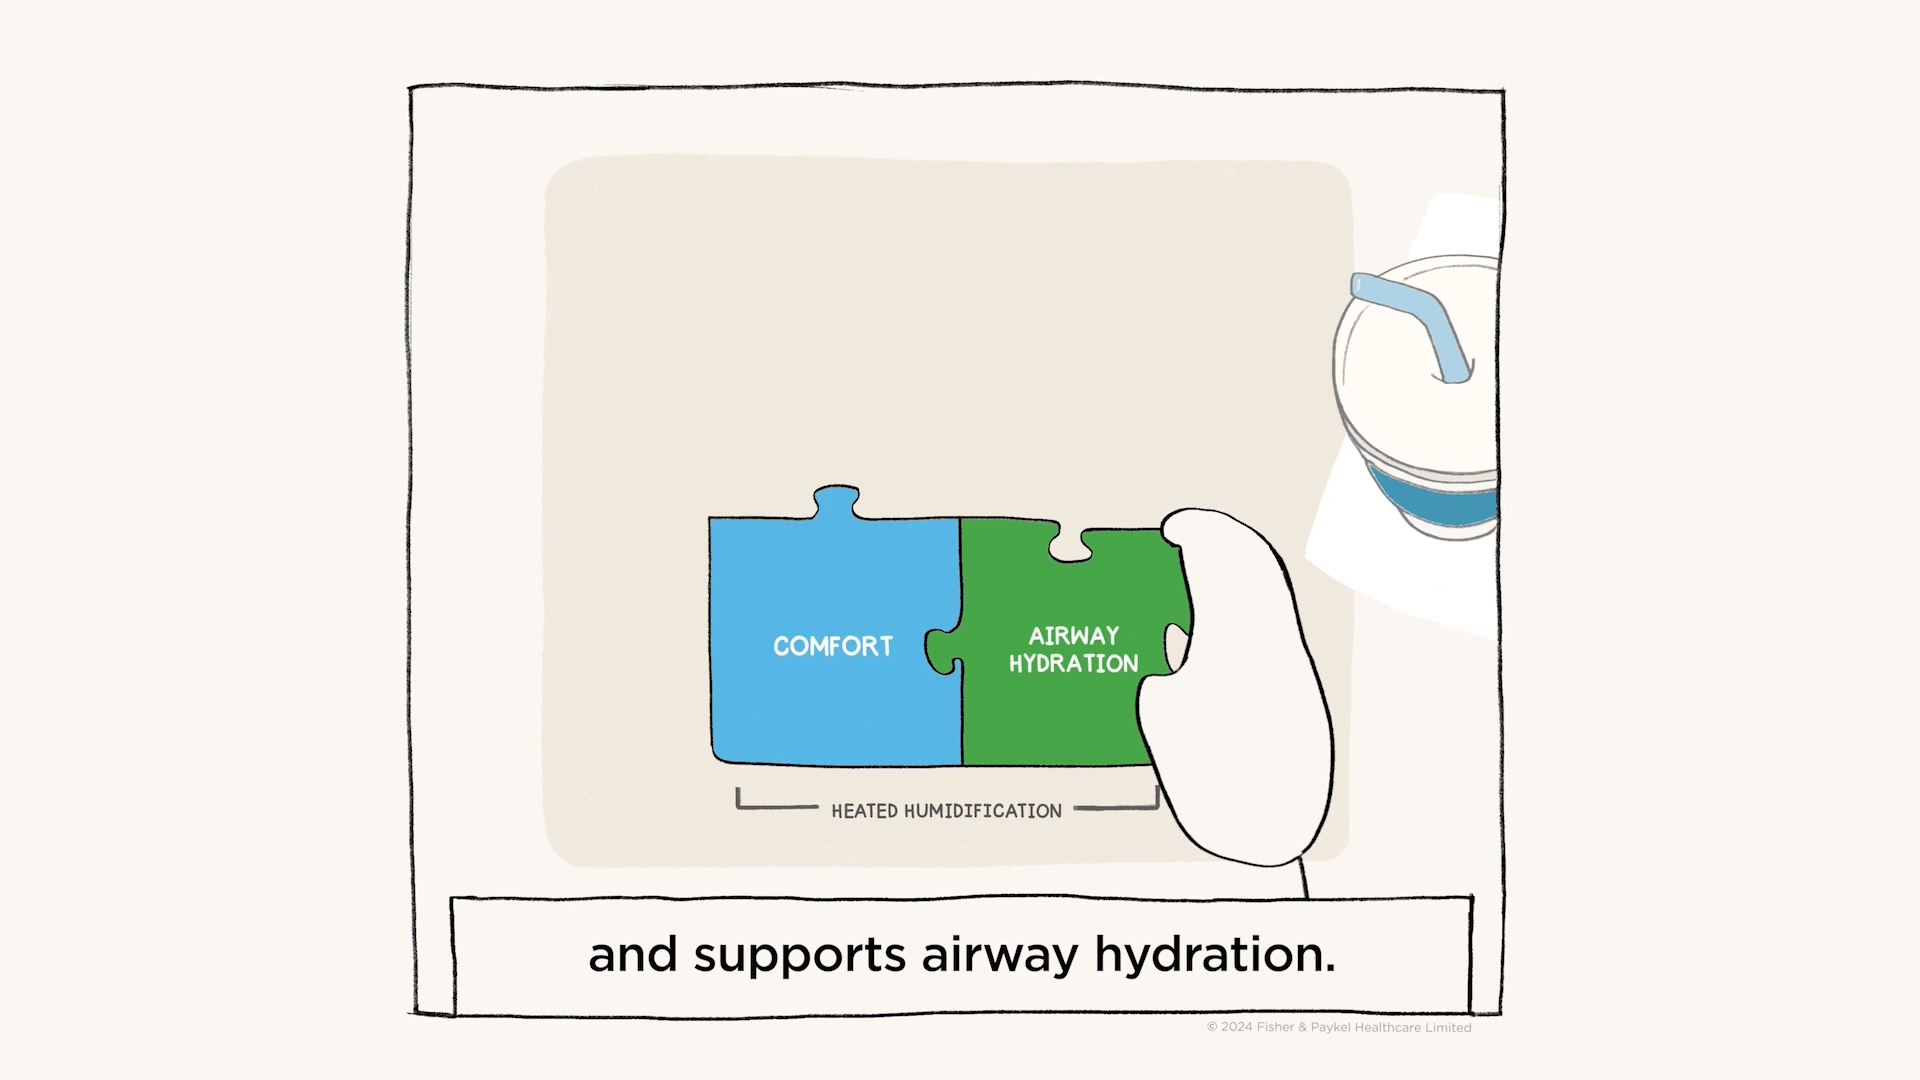 COMFORT
AIRWAY
HYDRATION
HEATED HUMIDIFICATION
and supports airway hydration.
© 2024 Fisher & Paykel Healthcare Limited